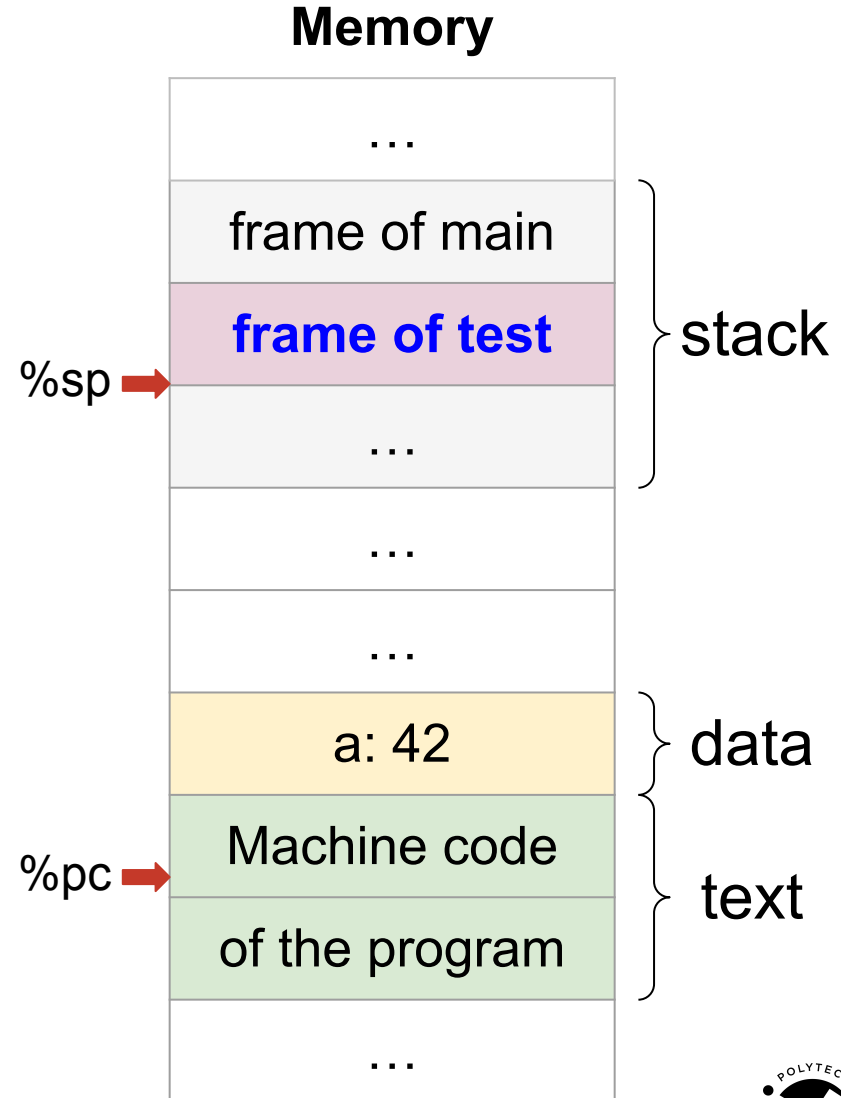 Memory
…
frame of main
frame of test
stack
%sp
…
…
…
a: 42
data
Machine code
%pc
text
of the program
…